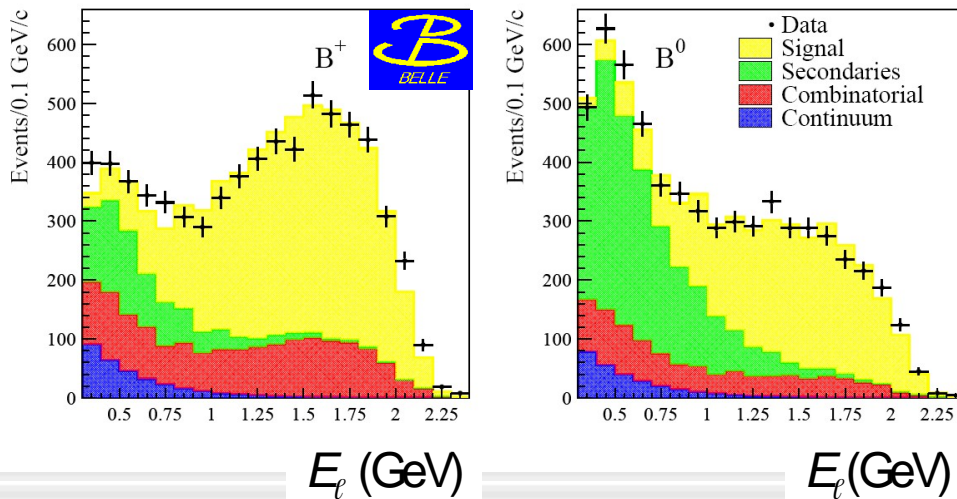 Events/0.1 GeV/c
600
500
400
300
200
100
0
B+
BELLE
0.5 0.75 1 1.25 1.5 1.75 2 2.25
Eℓ (GeV)
Events/0.1 GeV/c
600
500
400
300
200
100
0
B0
Data
Signal
Secondaries
Combinatorial
Continuum
0.5 0.75 1 1.25 1.5 1.75 2 2.25
Eℓ (GeV)